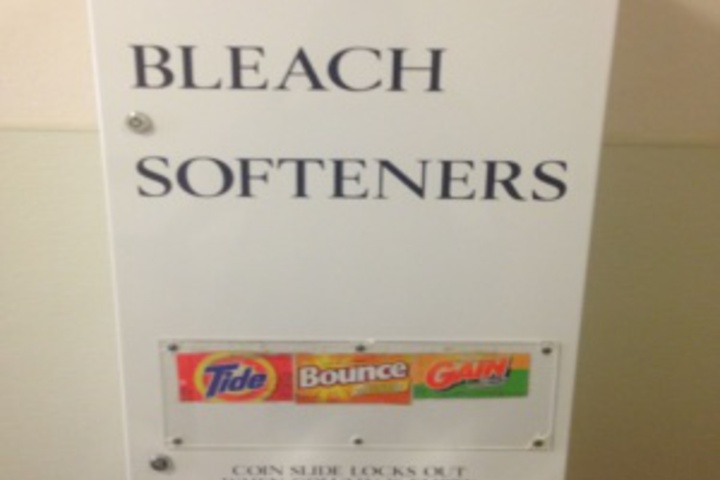 BLEACH
SOFTENERS
Tide Bounce GAIN
COIN SLIDE LOCKS OUT